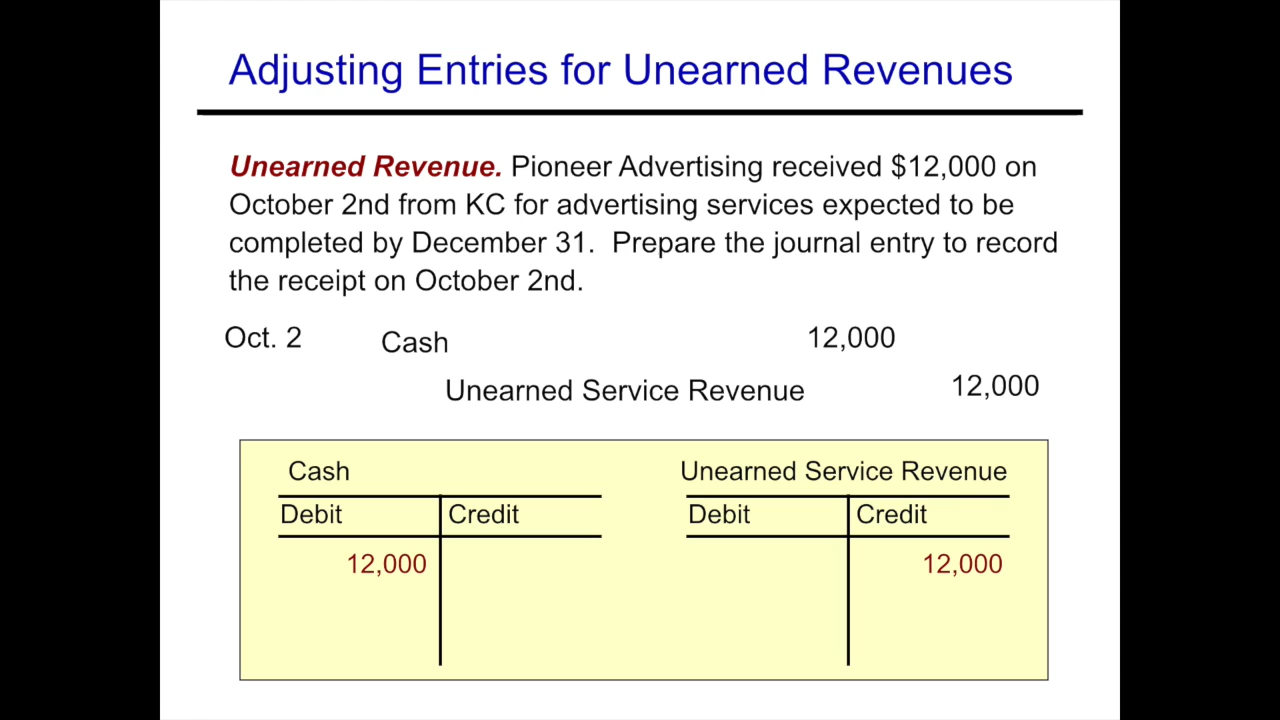 Adjusting Entries for Unearned Revenues
Unearned Revenue. Pioneer Advertising received $12,000 on
October 2nd from KC for advertising services expected to be
completed by December 31.  Prepare the journal entry to record
the receipt on October 2nd.
Oct. 2 Cash 12,000
Unearned Service Revenue 12,000
Cash Unearned Service Revenue
Debit Credit Debit Credit
12,000 12,000